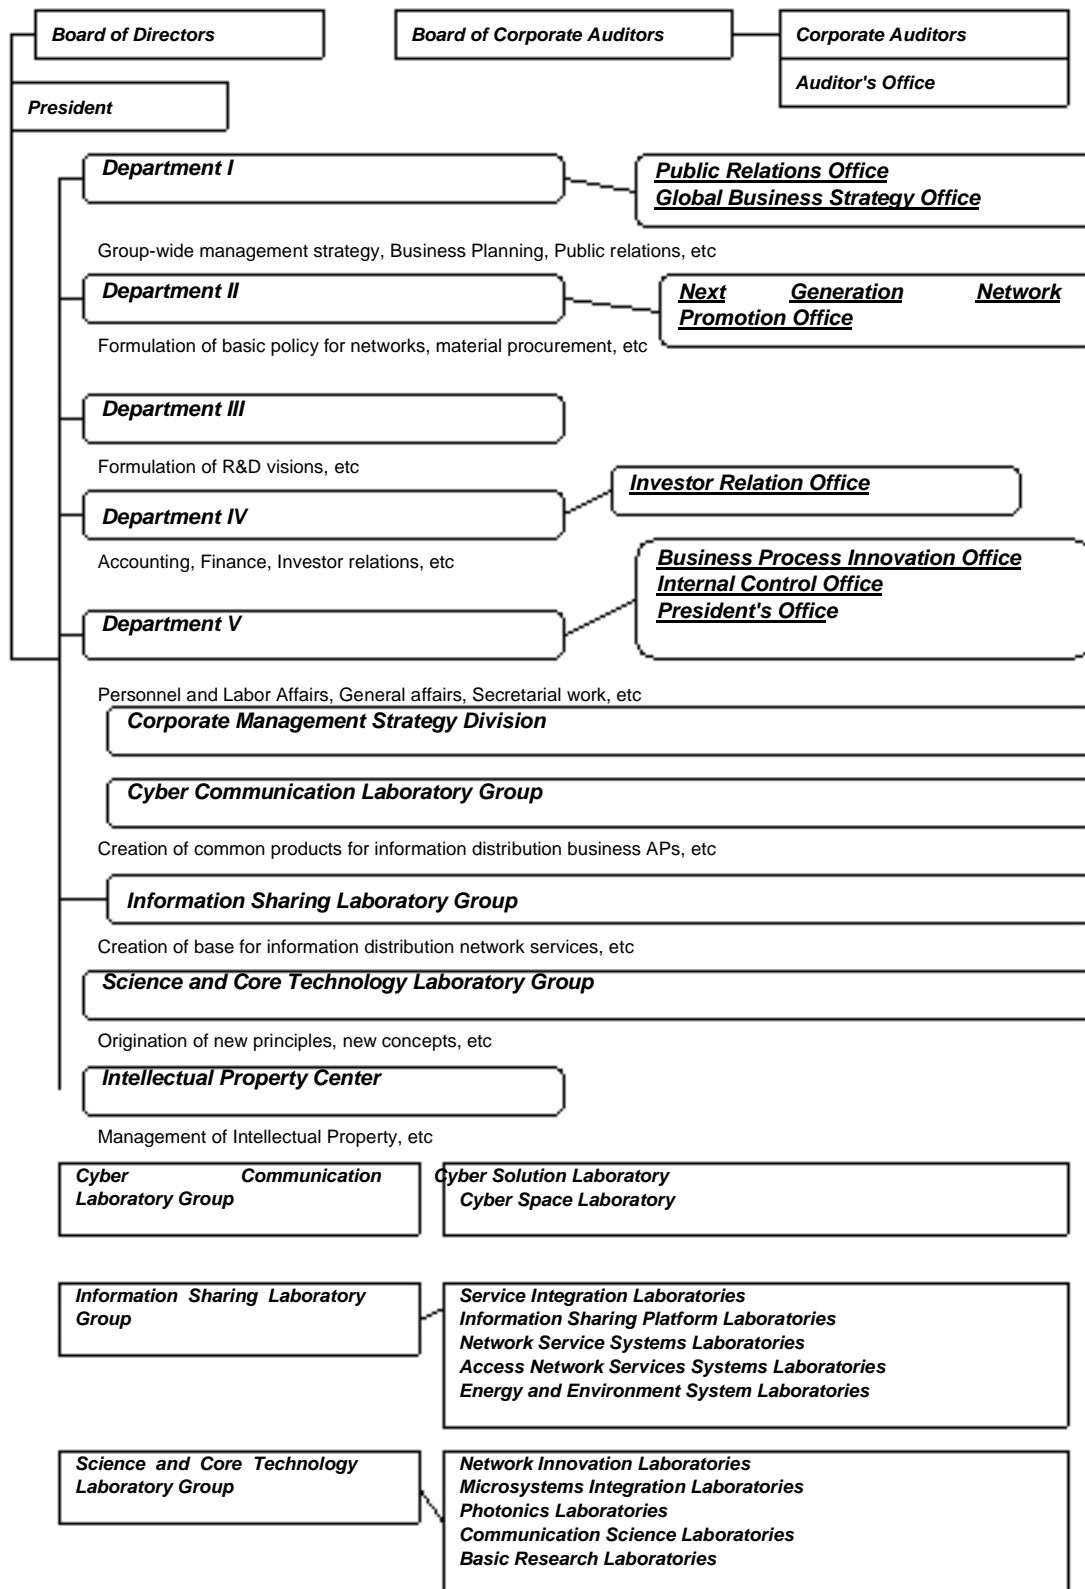 Board of Directors
Board of Corporate Auditors
Corporate Auditors
Auditor's Office
President
Department I
Public Relations Office
Global Business Strategy Office
Group-wide management strategy, Business Planning, Public relations, etc
Department II
Next Generation Network
Promotion Office
Formulation of basic policy for networks, material procurement, etc
Department III
Formulation of R&D visions, etc
Investor Relation Office
Department IV
Accounting, Finance, Investor relations, etc
Business Process Innovation Office
Internal Control Office
President's Office
Department V
Personnel and Labor Affairs, General affairs, Secretarial work, etc
Corporate Management Strategy Division
Cyber Communication Laboratory Group
Creation of common products for information distribution business APs, etc
Information Sharing Laboratory Group
Creation of base for information distribution network services, etc
Science and Core Technology Laboratory Group
Origination of new principles, new concepts, etc
Intellectual Property Center
Management of Intellectual Property, etc
Cyber Communication
Laboratory Group
Cyber Solution Laboratory
Cyber Space Laboratory
Information Sharing Laboratory
Group
Service Integration Laboratories
Information Sharing Platform Laboratories
Network Service Systems Laboratories
Access Network Services Systems Laboratories
Energy and Environment System Laboratories
Science and Core Technology
Laboratory Group
Network Innovation Laboratories
Microsystems Integration Laboratories
Photonics Laboratories
Communication Science Laboratories
Basic Research Laboratories